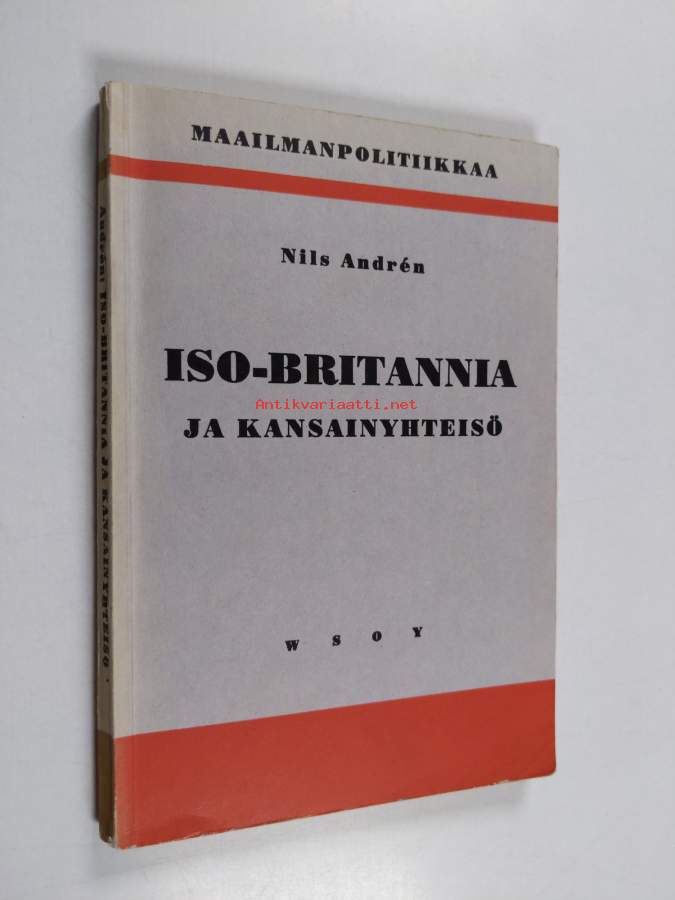 MAAILMANPOLITIIKKAA
Nils Andrén
ISO-BRITANNIA
Antikvariaatti.net
JA KANSAINYHTEISÖ
W S O Y
Andrén: ISO-BRITANNIA JA KANSAINYHTEISÖ